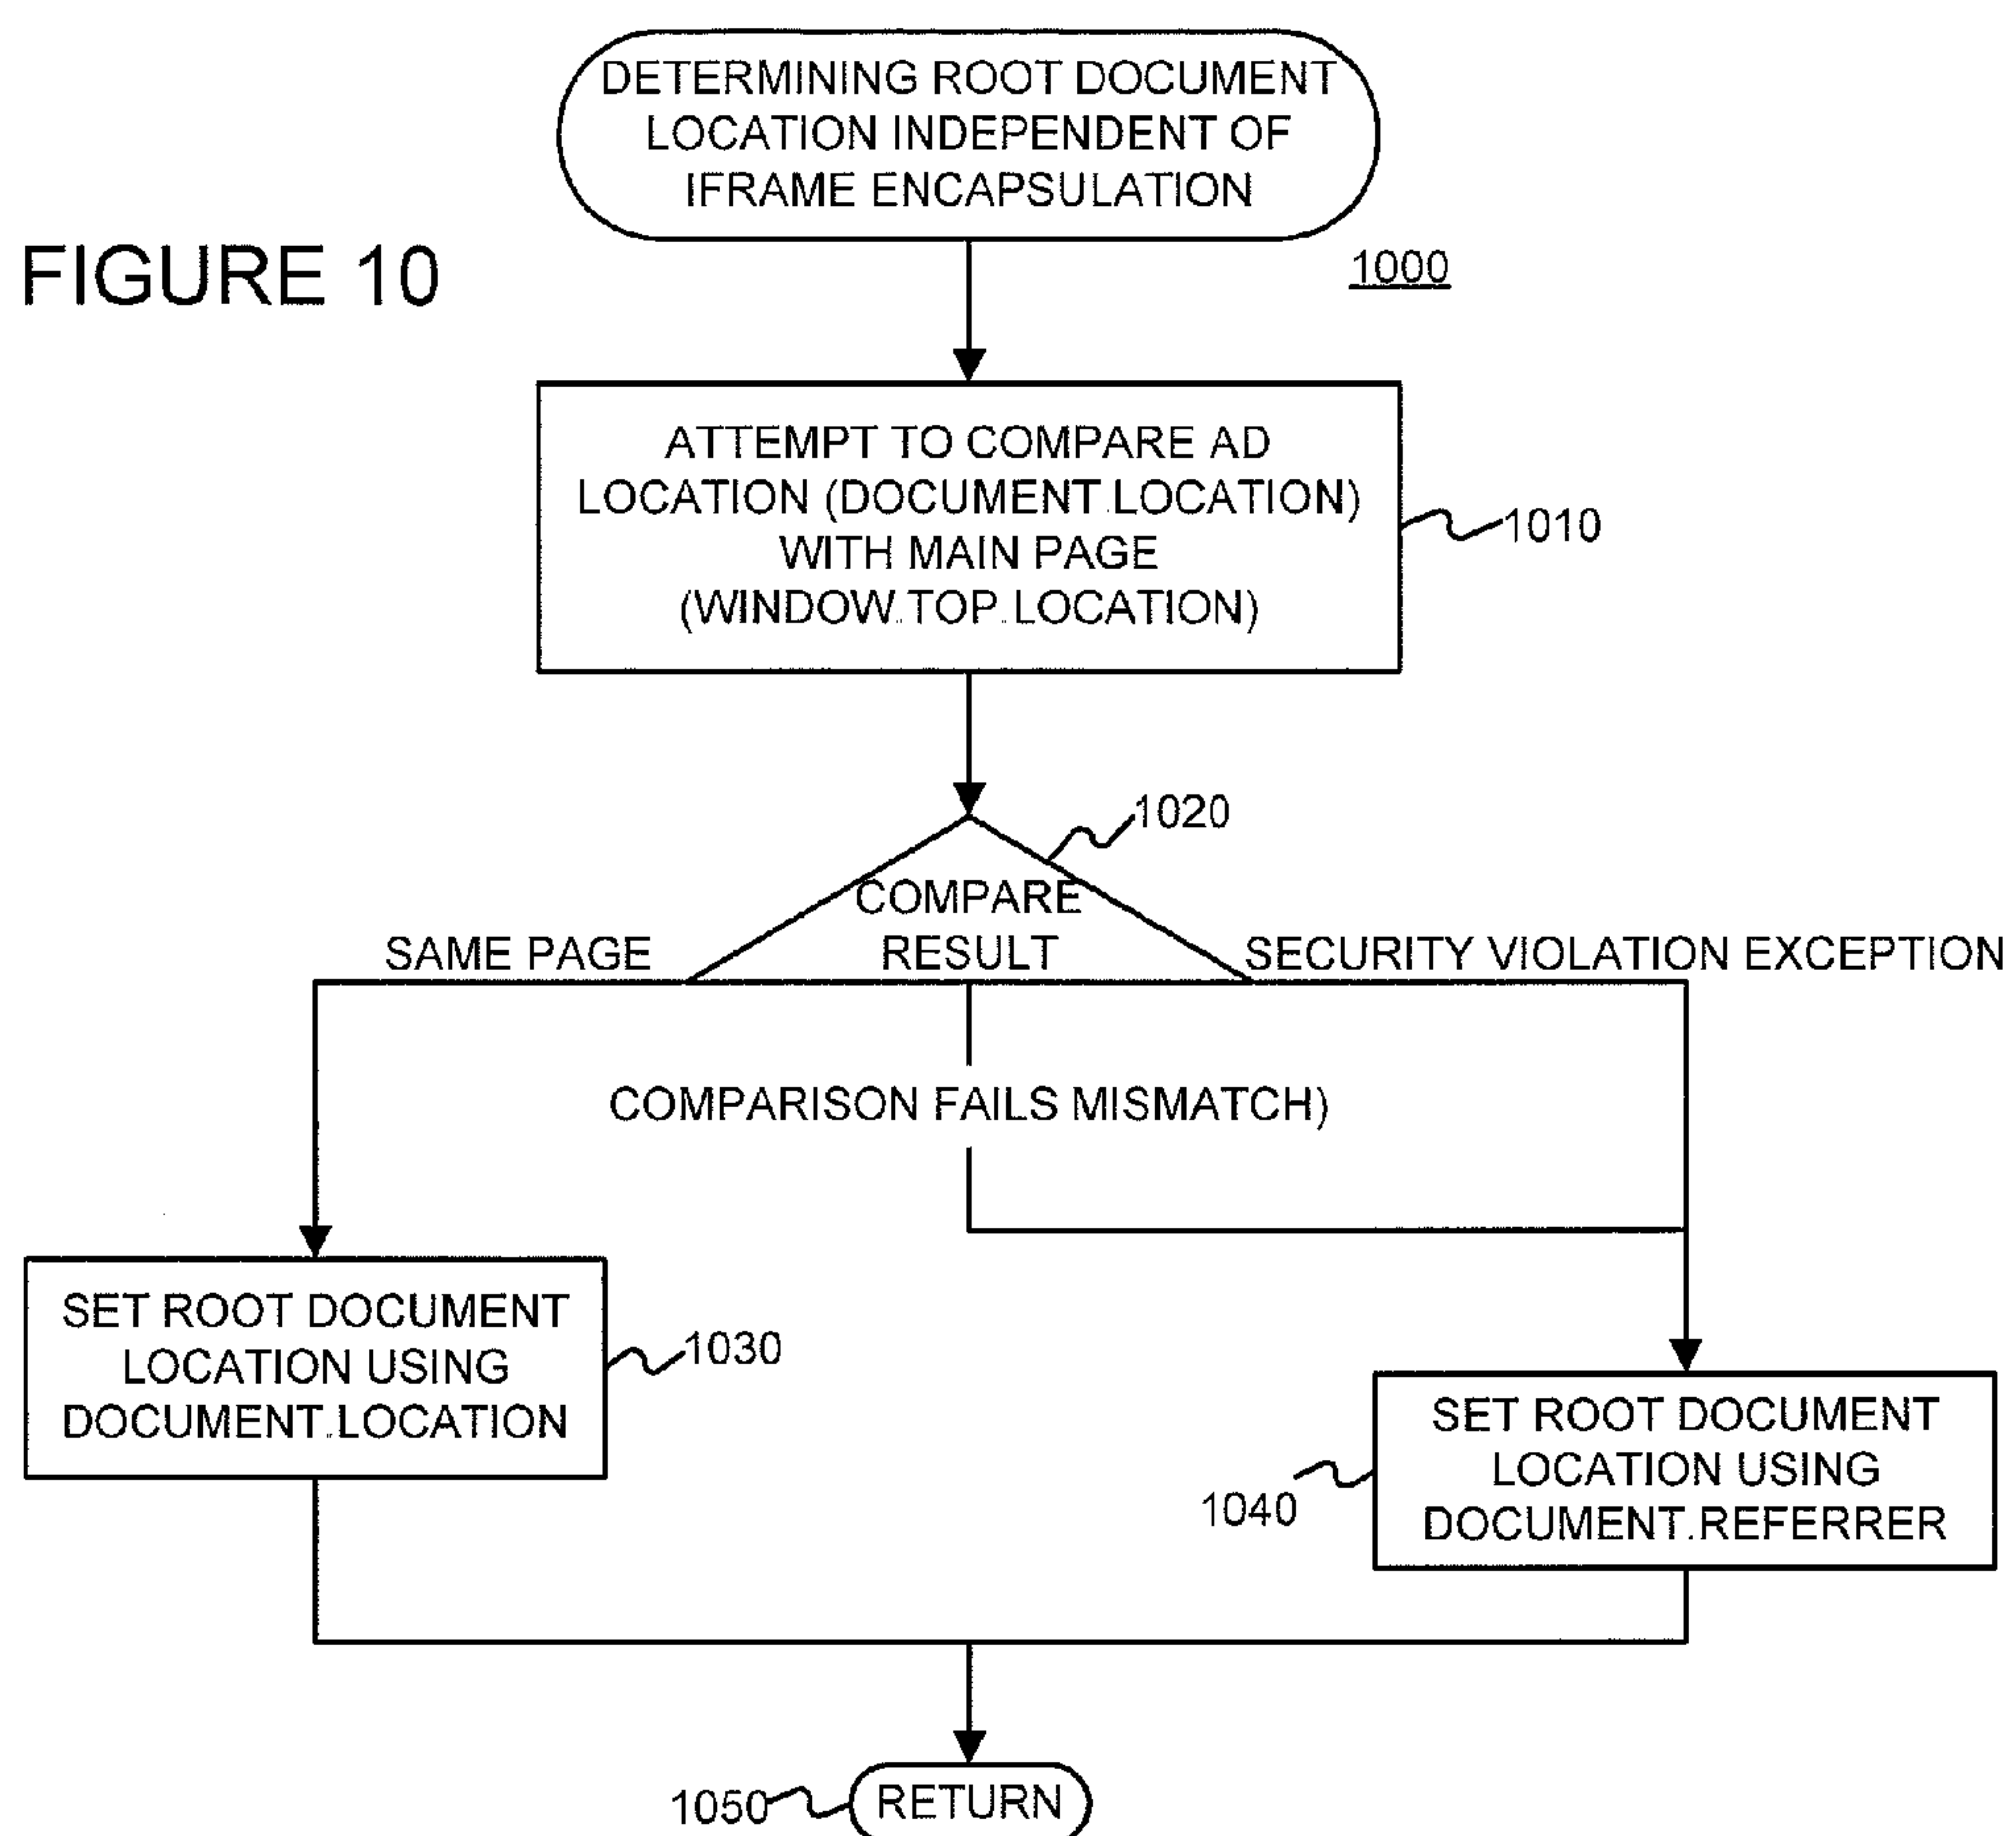 DETERMINING ROOT DOCUMENT
LOCATION INDEPENDENT OF
IFRAME ENCAPSULATION
FIGURE 10
1000
ATTEMPT TO COMPARE AD
LOCATION (DOCUMENT.LOCATION)
WITH MAIN PAGE
(WINDOW.TOP.LOCATION)
1010
1020
COMPARE
RESULT
SAME PAGE
SECURITY VIOLATION EXCEPTION
COMPARISON FAILS MISMATCH)
SET ROOT DOCUMENT
LOCATION USING
DOCUMENT.LOCATION
1030
SET ROOT DOCUMENT
LOCATION USING
DOCUMENT.REFERRER
1040
1050
RETURN